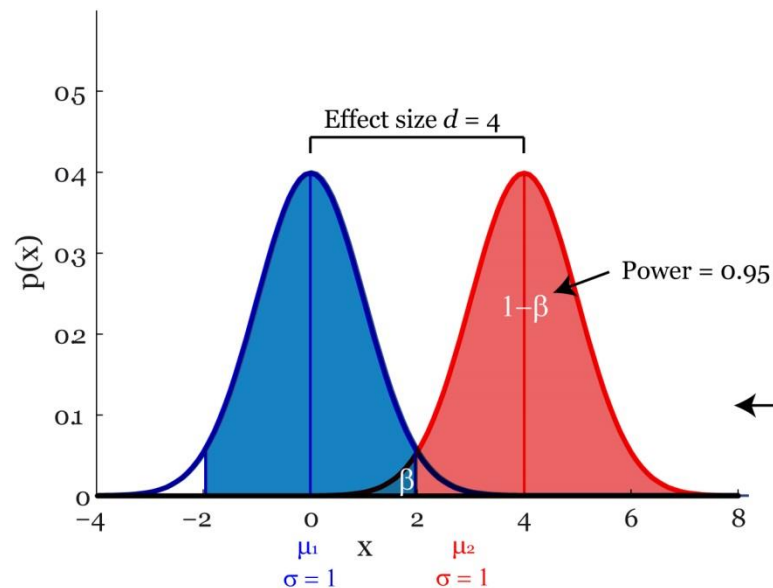 0.5
Effect size d = 4
0.4
0.3
p(x)
Power = 0.95
1−β
0.2
0.1
β
0
−4 −2 0 2 4 6 8
μ₁ x μ₂
σ = 1 σ = 1